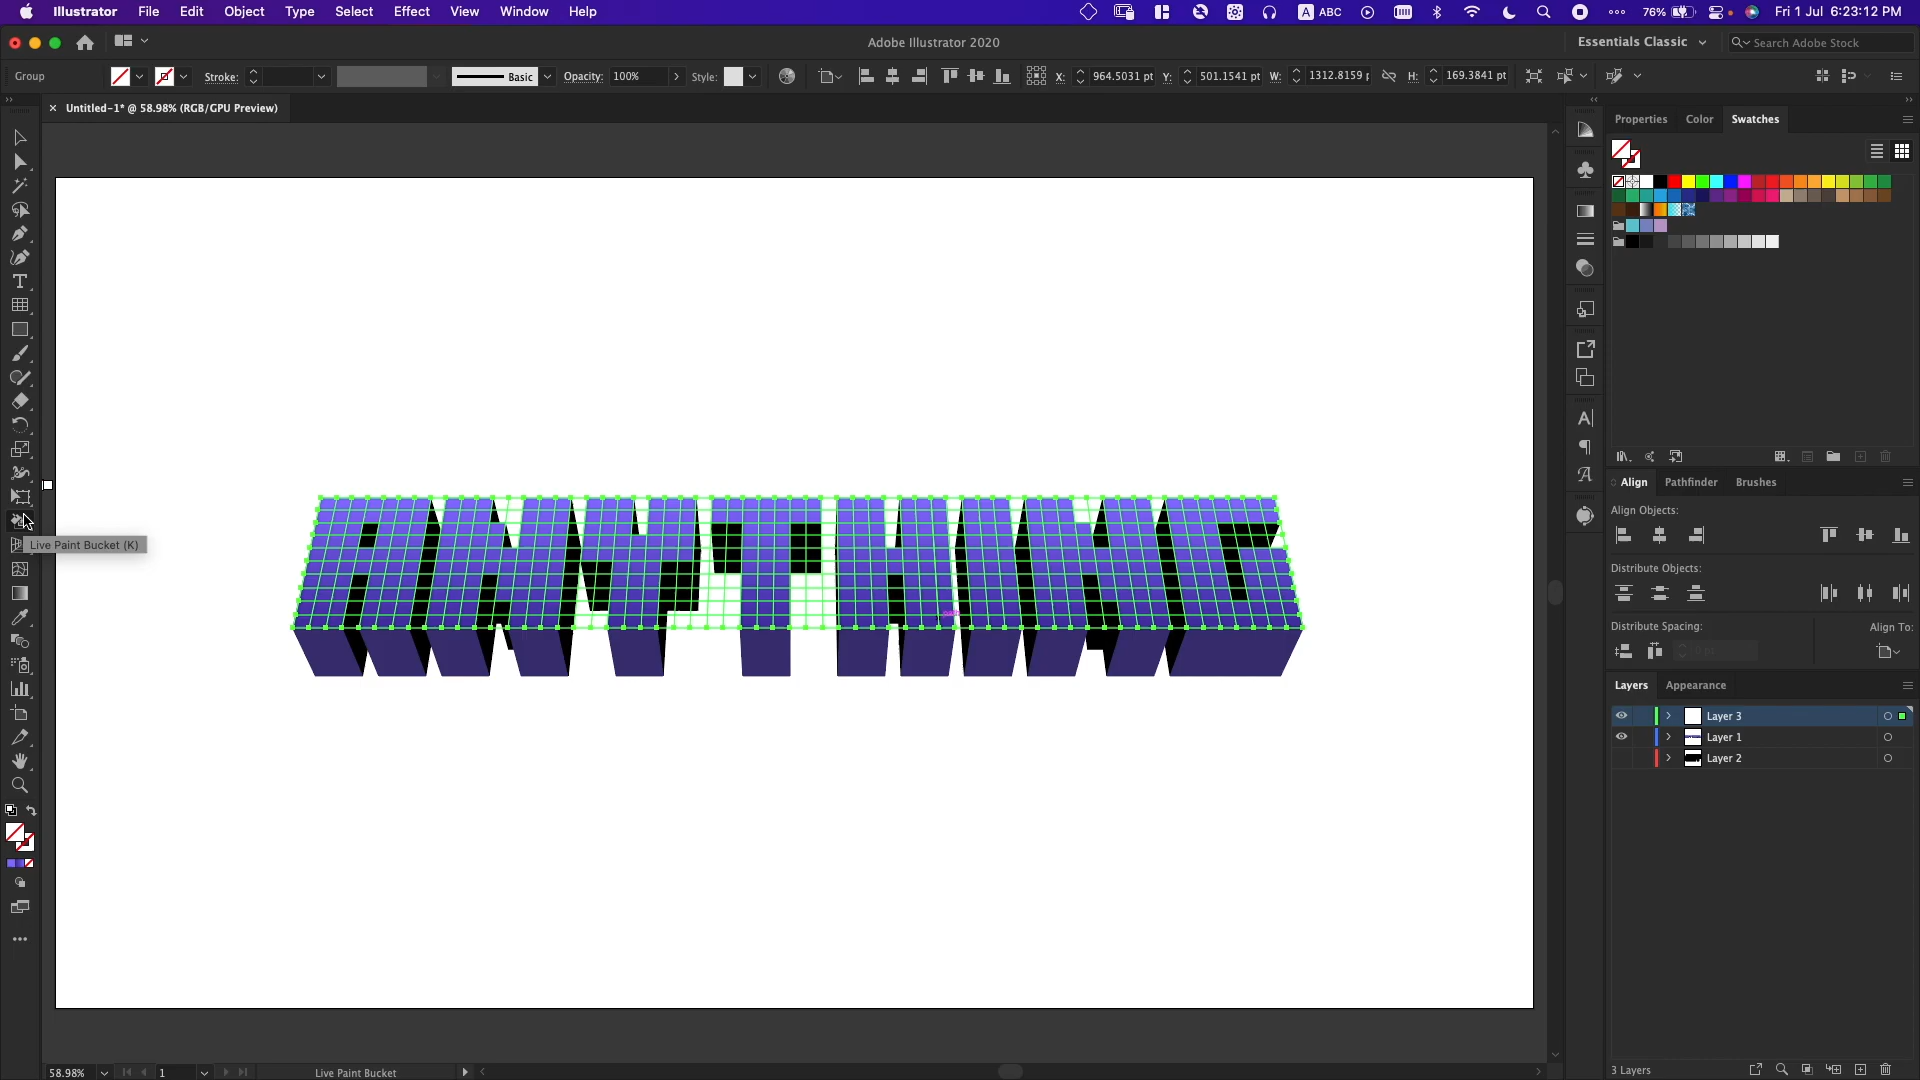 Illustrator File Edit Object Type Select Effect View Window Help
A ABC 76% Fri 1 Jul 6:23:12 PM
Adobe Illustrator 2020
Essentials Classic
Search Adobe Stock
Group Stroke: Basic Opacity: 100% Style: X: 964.5031 pt Y: 501.1541 pt W: 1312.8159 p H: 169.3841 pt
Untitled-1* @ 58.98% (RGB/GPU Preview)
Properties Color Swatches
Live Paint Bucket (K)
Align Pathfinder Brushes
Align Objects:
Distribute Objects:
Distribute Spacing: Align To:
0 pt
Layers Appearance
Layer 3
Layer 1
Layer 2
58.98% 1 Live Paint Bucket
3 Layers